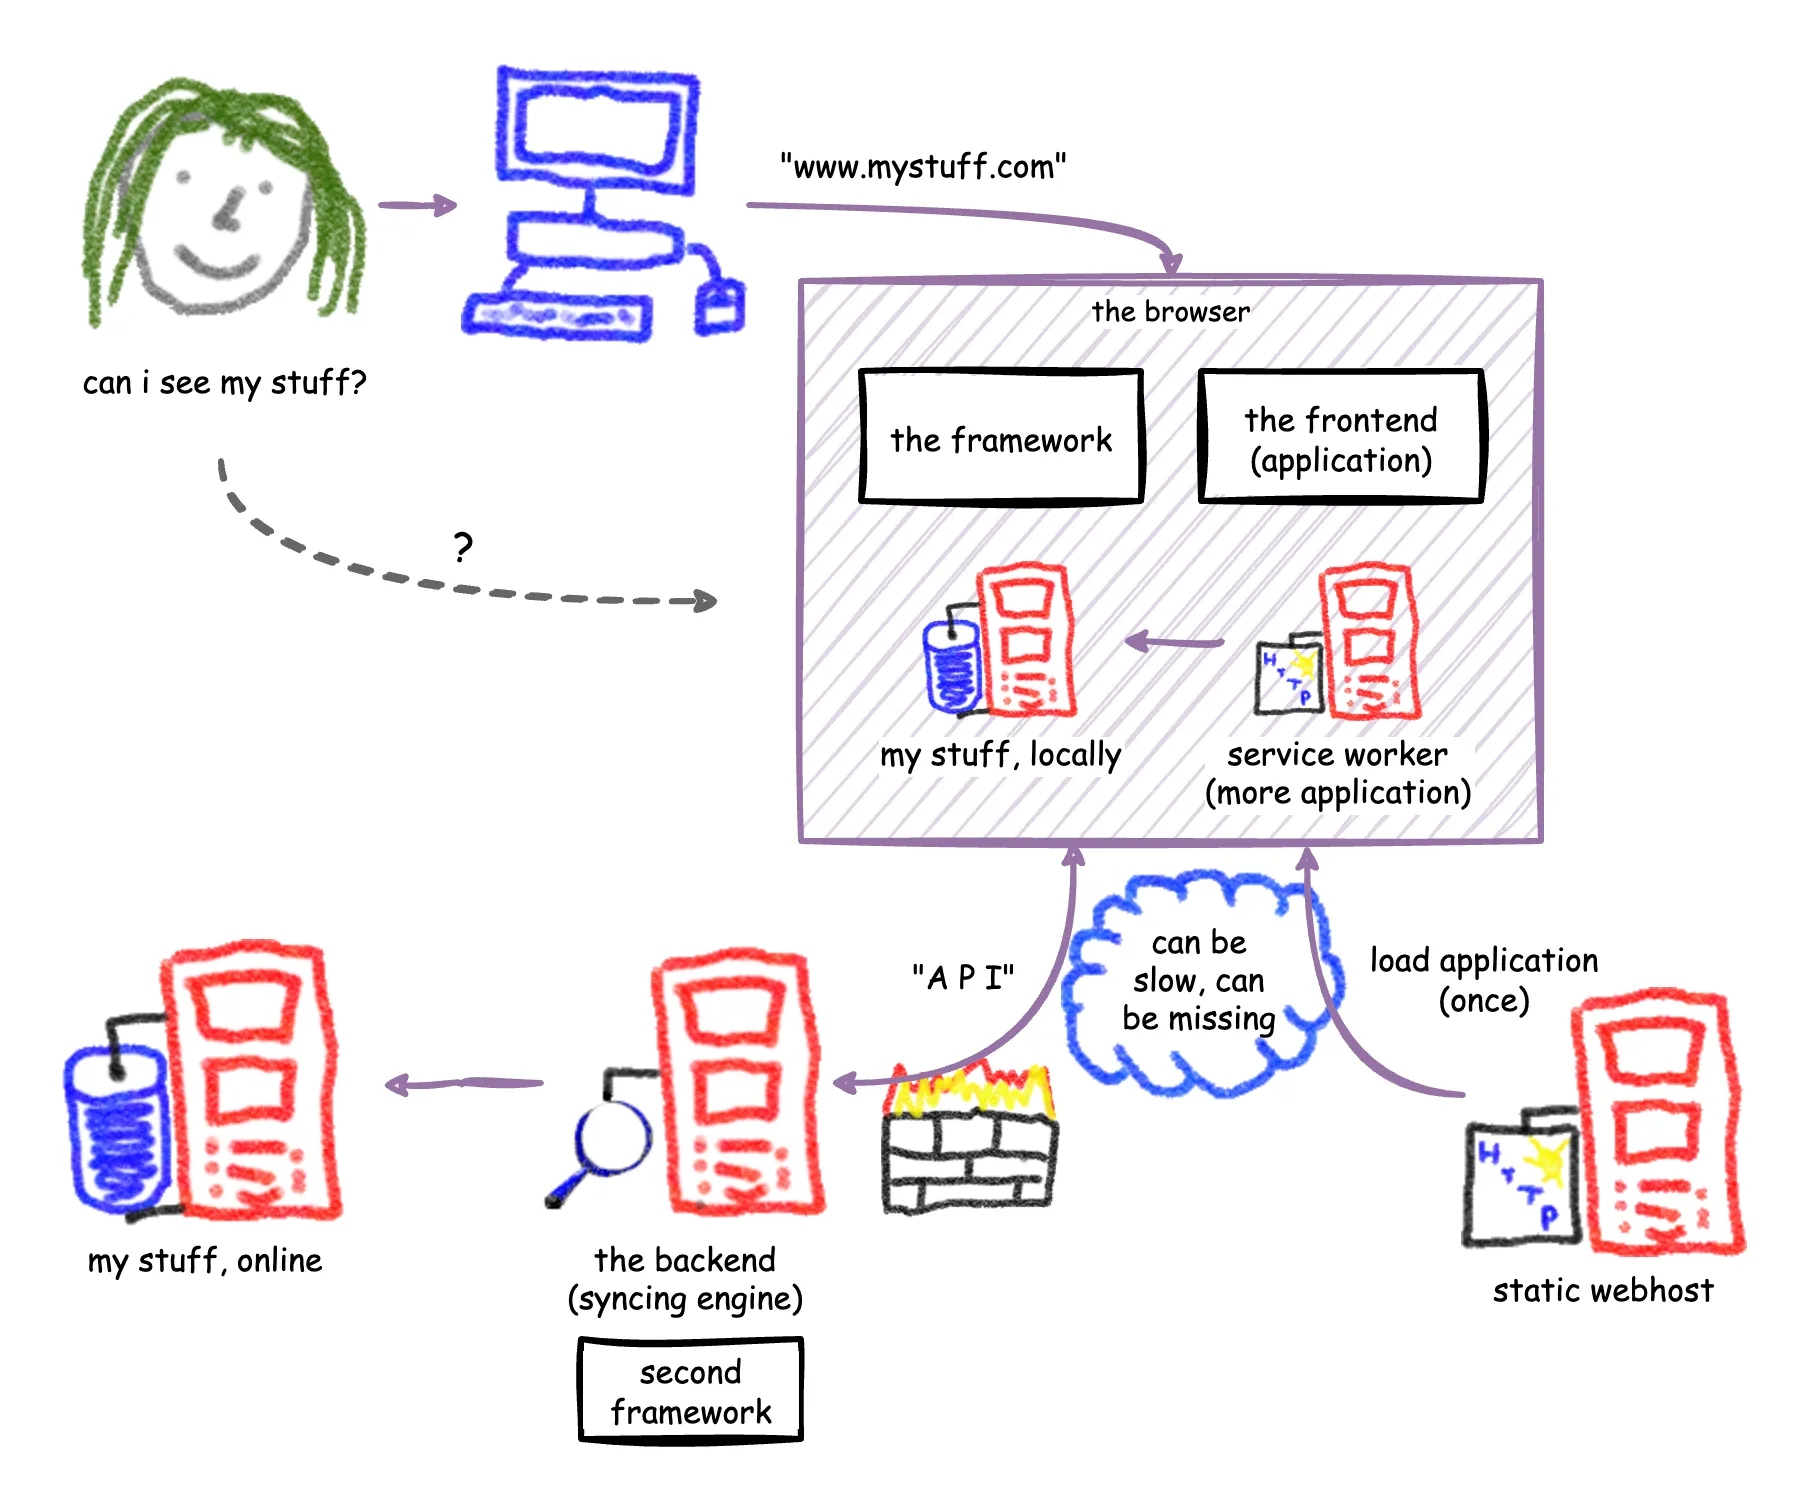 "www.mystuff.com"
can i see my stuff?
?
the browser
the framework
the frontend
(application)
my stuff, locally
H
T
T
P
service worker
(more application)
"A P I"
can be
slow, can
be missing
load application
(once)
my stuff, online
the backend
(syncing engine)
second
framework
H
T
T
P
static webhost